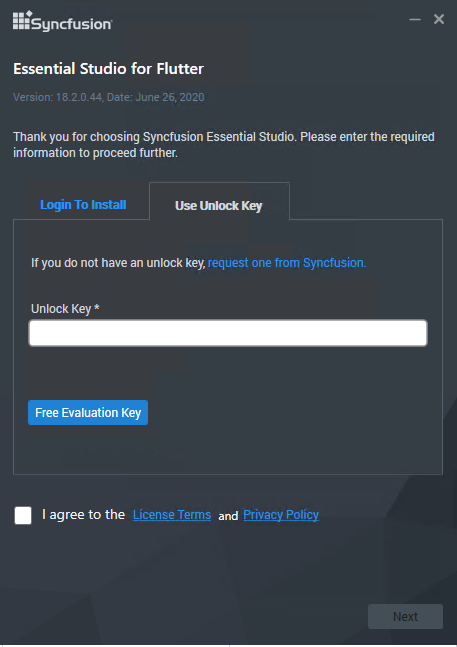 Syncfusion
Essential Studio for Flutter
Version: 18.2.0.44, Date: June 26, 2020
Thank you for choosing Syncfusion Essential Studio. Please enter the required
information to proceed further.
Login To Install
Use Unlock Key
If you do not have an unlock key, request one from Syncfusion.
Unlock Key *
Free Evaluation Key
I agree to the License Terms and Privacy Policy
Next